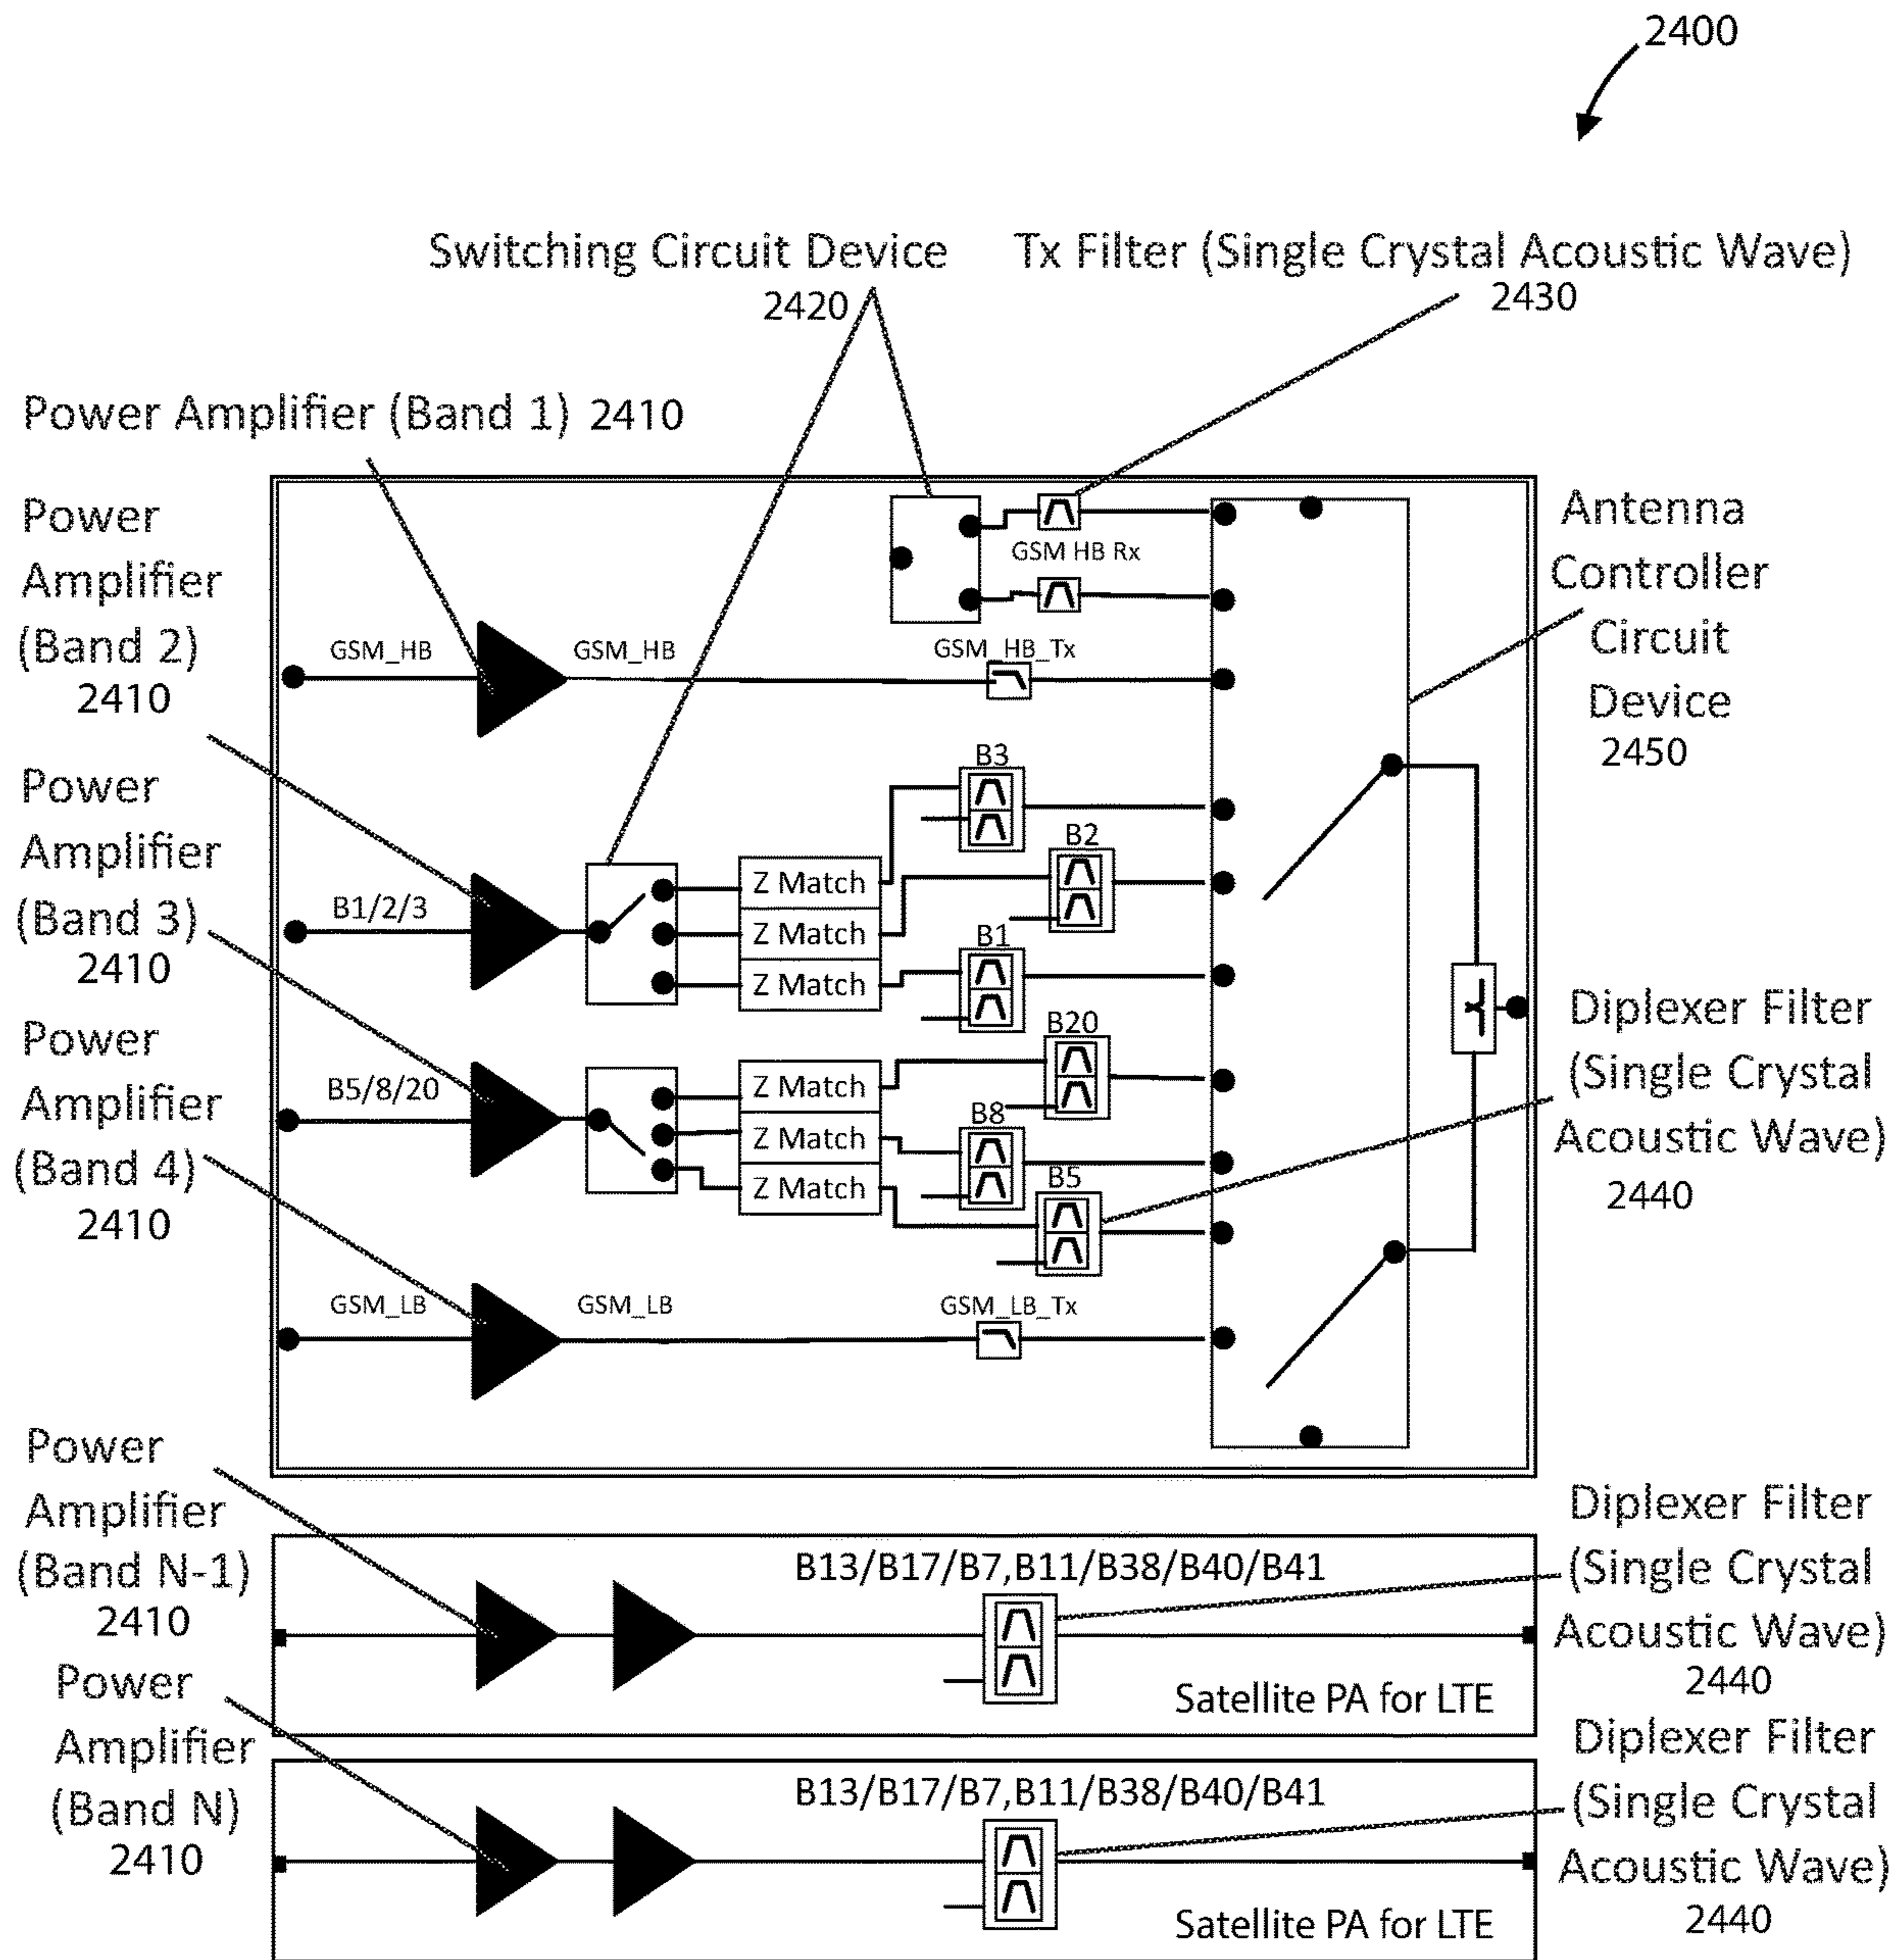 2400
Switching Circuit Device
2420
Tx Filter (Single Crystal Acoustic Wave)
2430
Power Amplifier (Band 1) 2410
Power
Amplifier
(Band 2)
2410
Power
Amplifier
(Band 3)
2410
Power
Amplifier
(Band 4)
2410
GSM HB Rx
GSM_HB
GSM_HB
GSM_HB_Tx
B3
B2
B1/2/3
Z Match
Z Match
Z Match
B1
B20
B5/8/20
Z Match
Z Match
Z Match
B8
B5
GSM_LB
GSM_LB
GSM_LB_Tx
Antenna
Controller
Circuit
Device
2450
Diplexer Filter
(Single Crystal
Acoustic Wave)
2440
Power
Amplifier
(Band N-1)
2410
B13/B17/B7,B11/B38/B40/B41
Satellite PA for LTE
Diplexer Filter
(Single Crystal
Acoustic Wave)
2440
Power
Amplifier
(Band N)
2410
B13/B17/B7,B11/B38/B40/B41
Satellite PA for LTE
Diplexer Filter
(Single Crystal
Acoustic Wave)
2440